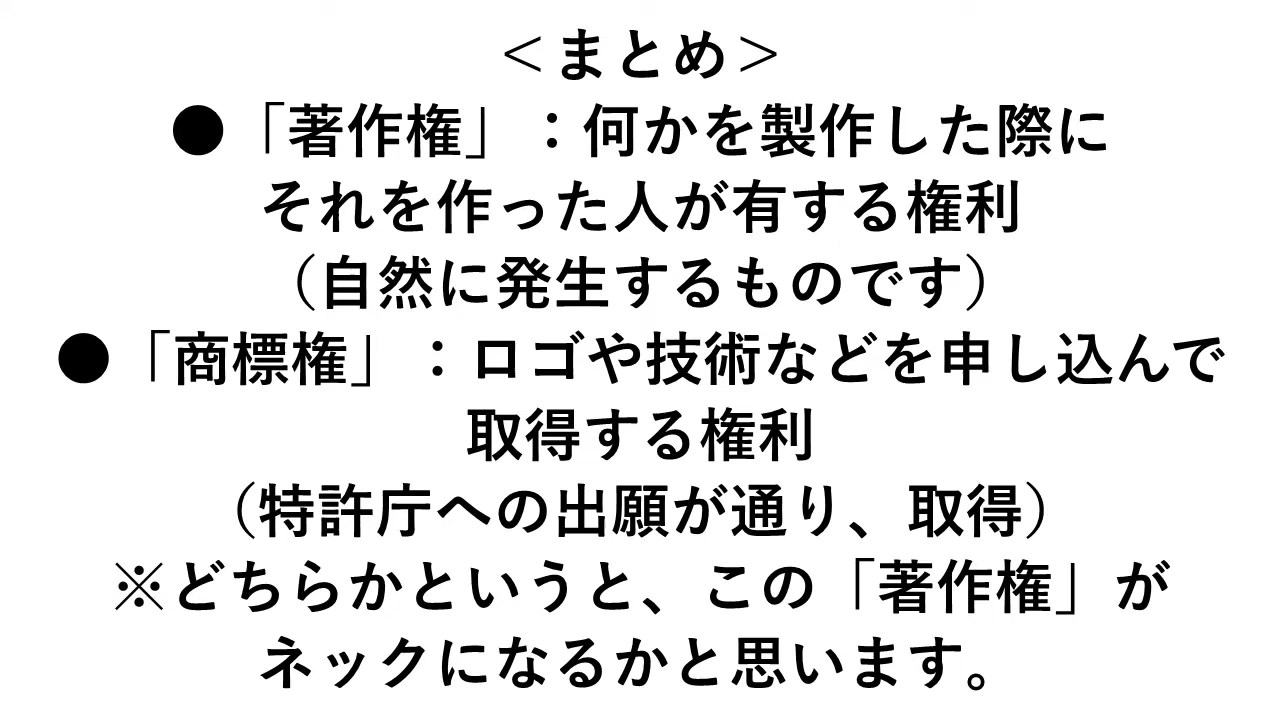 ＜まとめ＞
●「著作権」：何かを製作した際に
それを作った人が有する権利
（自然に発生するものです）
●「商標権」：ロゴや技術などを申し込んで
取得する権利
（特許庁への出願が通り、取得）
※どちらかというと、この「著作権」が
ネックになるかと思います。